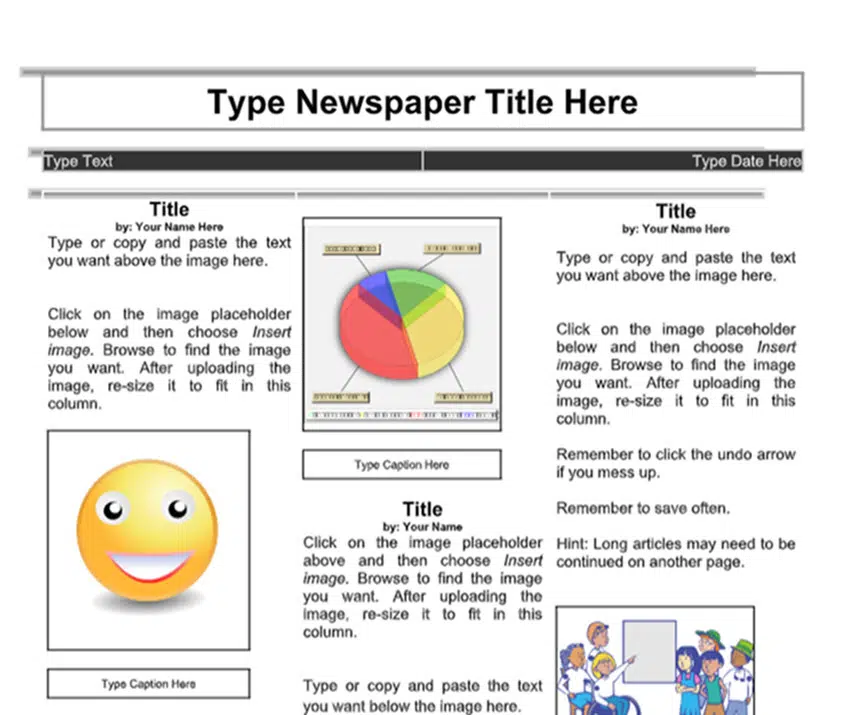 Type Newspaper Title Here
Type Text
Type Date Here
Title
by: Your Name Here
Type or copy and paste the text
you want above the image here.
Click on the image placeholder
below and then choose Insert
image. Browse to find the image
you want. After uploading the
image, re-size it to fit in this
column.
Type Caption Here
Type Caption Here
Title
by: Your Name
Click on the image placeholder
above and then choose Insert
image. Browse to find the image
you want. After uploading the
image, re-size it to fit in this
column.
Type or copy and paste the text
you want below the image here.
Title
by: Your Name Here
Type or copy and paste the text
you want above the image here.
Click on the image placeholder
below and then choose Insert
image. Browse to find the image
you want. After uploading the
image, re-size it to fit in this
column.
Remember to click the undo arrow
if you mess up.
Remember to save often.
Hint: Long articles may need to be
continued on another page.